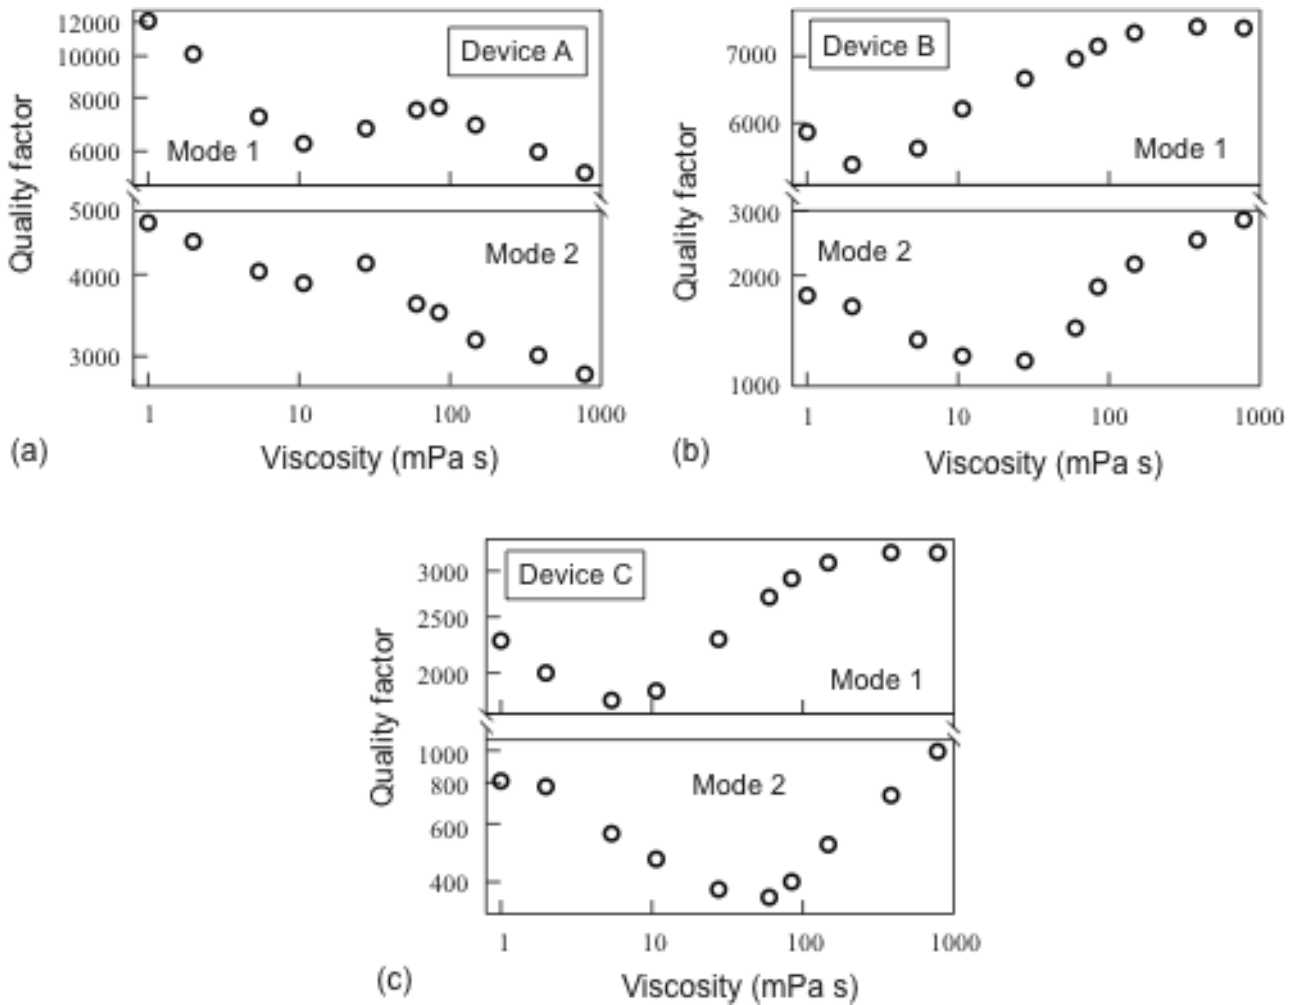 Device A
12000
10000
8000
6000
Mode 1
Quality factor
5000
4000
3000
Mode 2
1 10 100 1000
(a)
Viscosity (mPa s)
Device B
7000
6000
Mode 1
Quality factor
3000
2000
1000
Mode 2
1 10 100 1000
(b)
Viscosity (mPa s)
Device C
3000
2500
2000
Mode 1
Quality factor
1000
800
600
400
Mode 2
1 10 100 1000
(c)
Viscosity (mPa s)